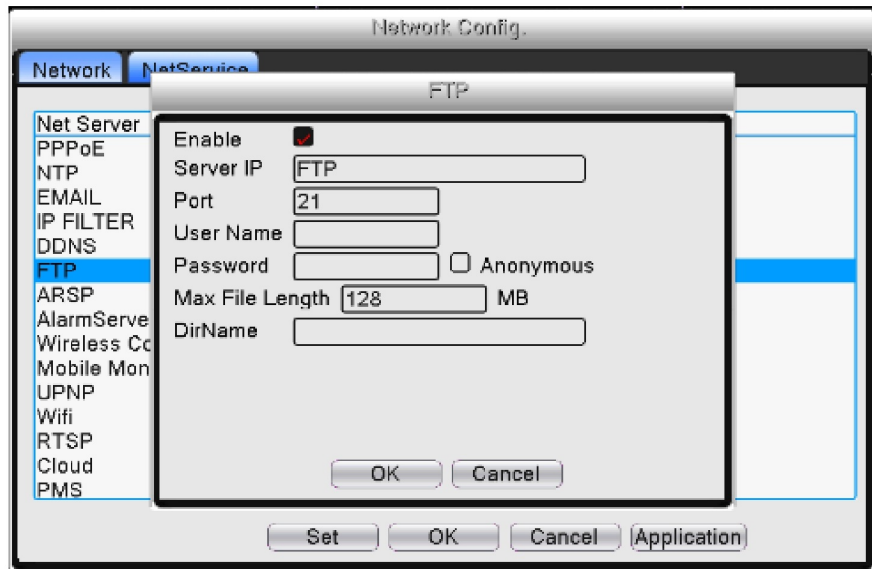 Network Config.
Network NetService
FTP
Net Server
PPPoE
NTP
EMAIL
IP FILTER
DDNS
FTP
ARSP
AlarmServe
Wireless Co
Mobile Mon
UPNP
Wifi
RTSP
Cloud
PMS
Enable
Server IP FTP
Port 21
User Name
Password Anonymous
Max File Length 128 MB
DirName
OK Cancel
Set OK Cancel Application